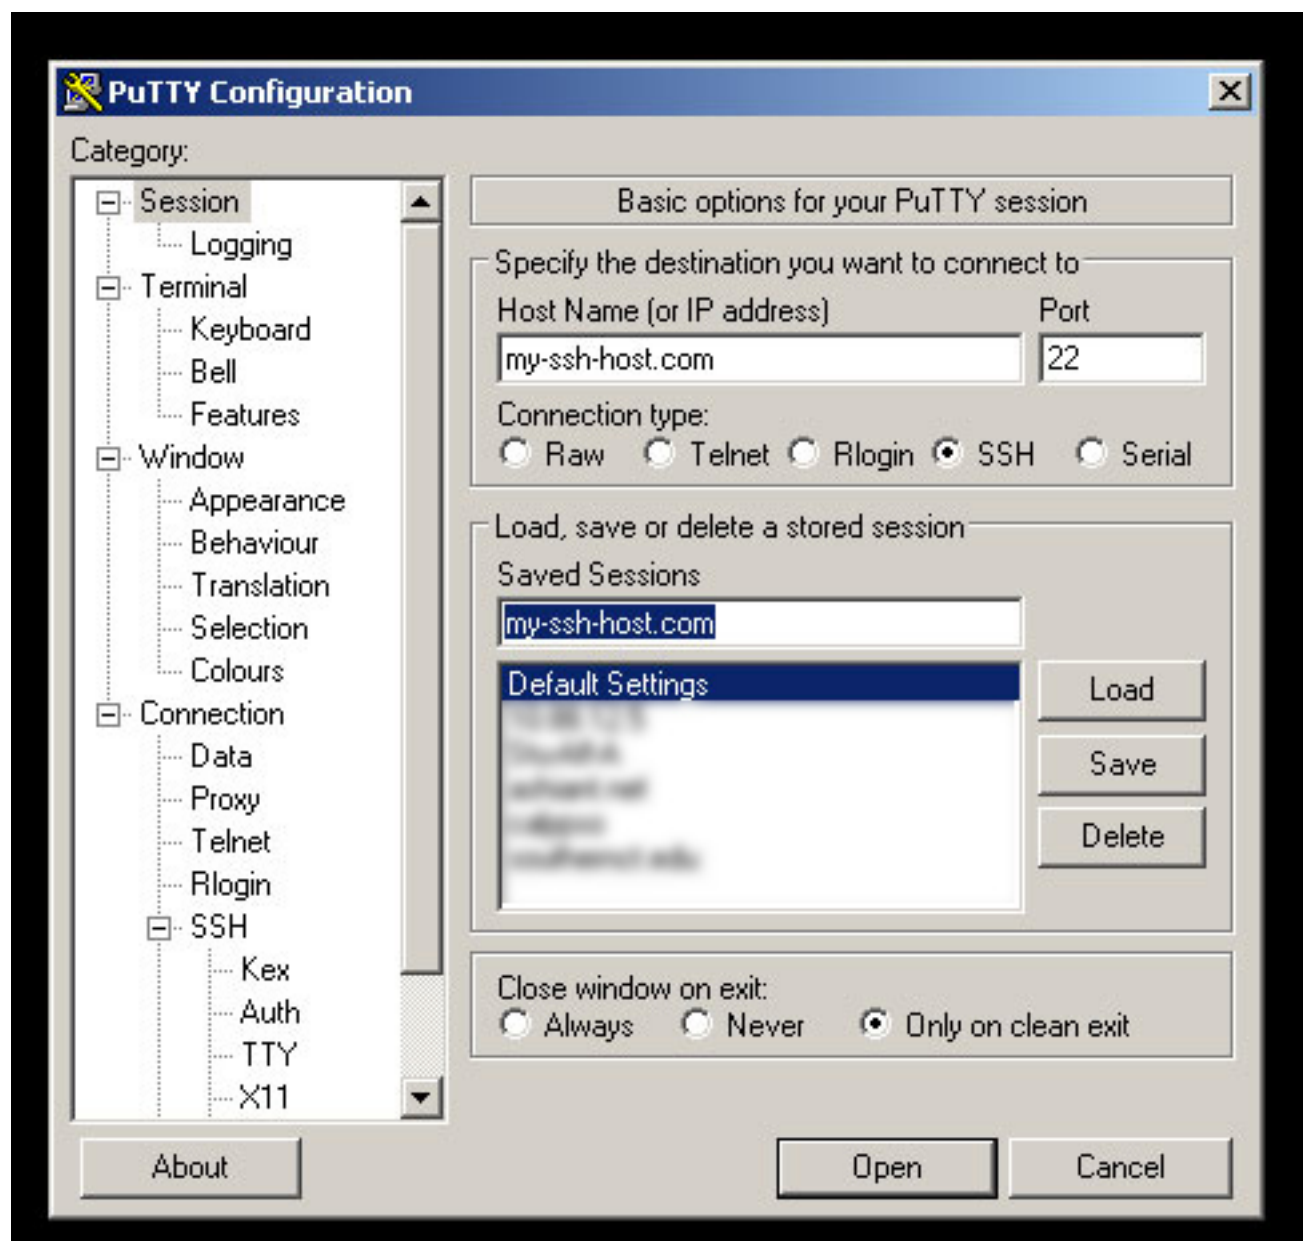 PuTTY Configuration
Category:
Session
Logging
Terminal
Keyboard
Bell
Features
Window
Appearance
Behaviour
Translation
Selection
Colours
Connection
Data
Proxy
Telnet
Rlogin
SSH
Kex
Auth
TTY
X11
Basic options for your PuTTY session
Specify the destination you want to connect to
Host Name (or IP address) Port
my-ssh-host.com 22
Connection type:
Raw Telnet Rlogin SSH Serial
Load, save or delete a stored session
Saved Sessions
my-ssh-host.com
Default Settings
Load
Save
Delete
Close window on exit:
Always Never Only on clean exit
About Open Cancel